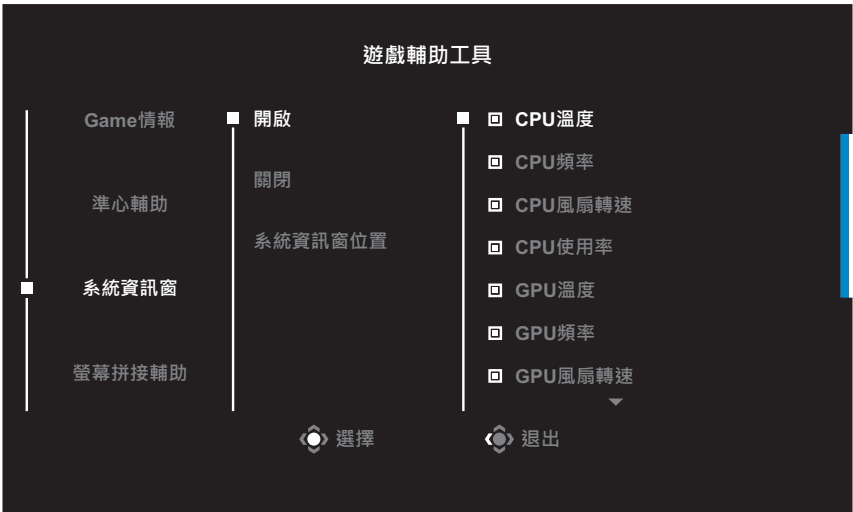 遊戲輔助工具
Game情報
準心輔助
系統資訊窗
螢幕拼接輔助
開啟
關閉
系統資訊窗位置
CPU溫度
CPU頻率
CPU風扇轉速
CPU使用率
GPU溫度
GPU頻率
GPU風扇轉速
選擇
退出